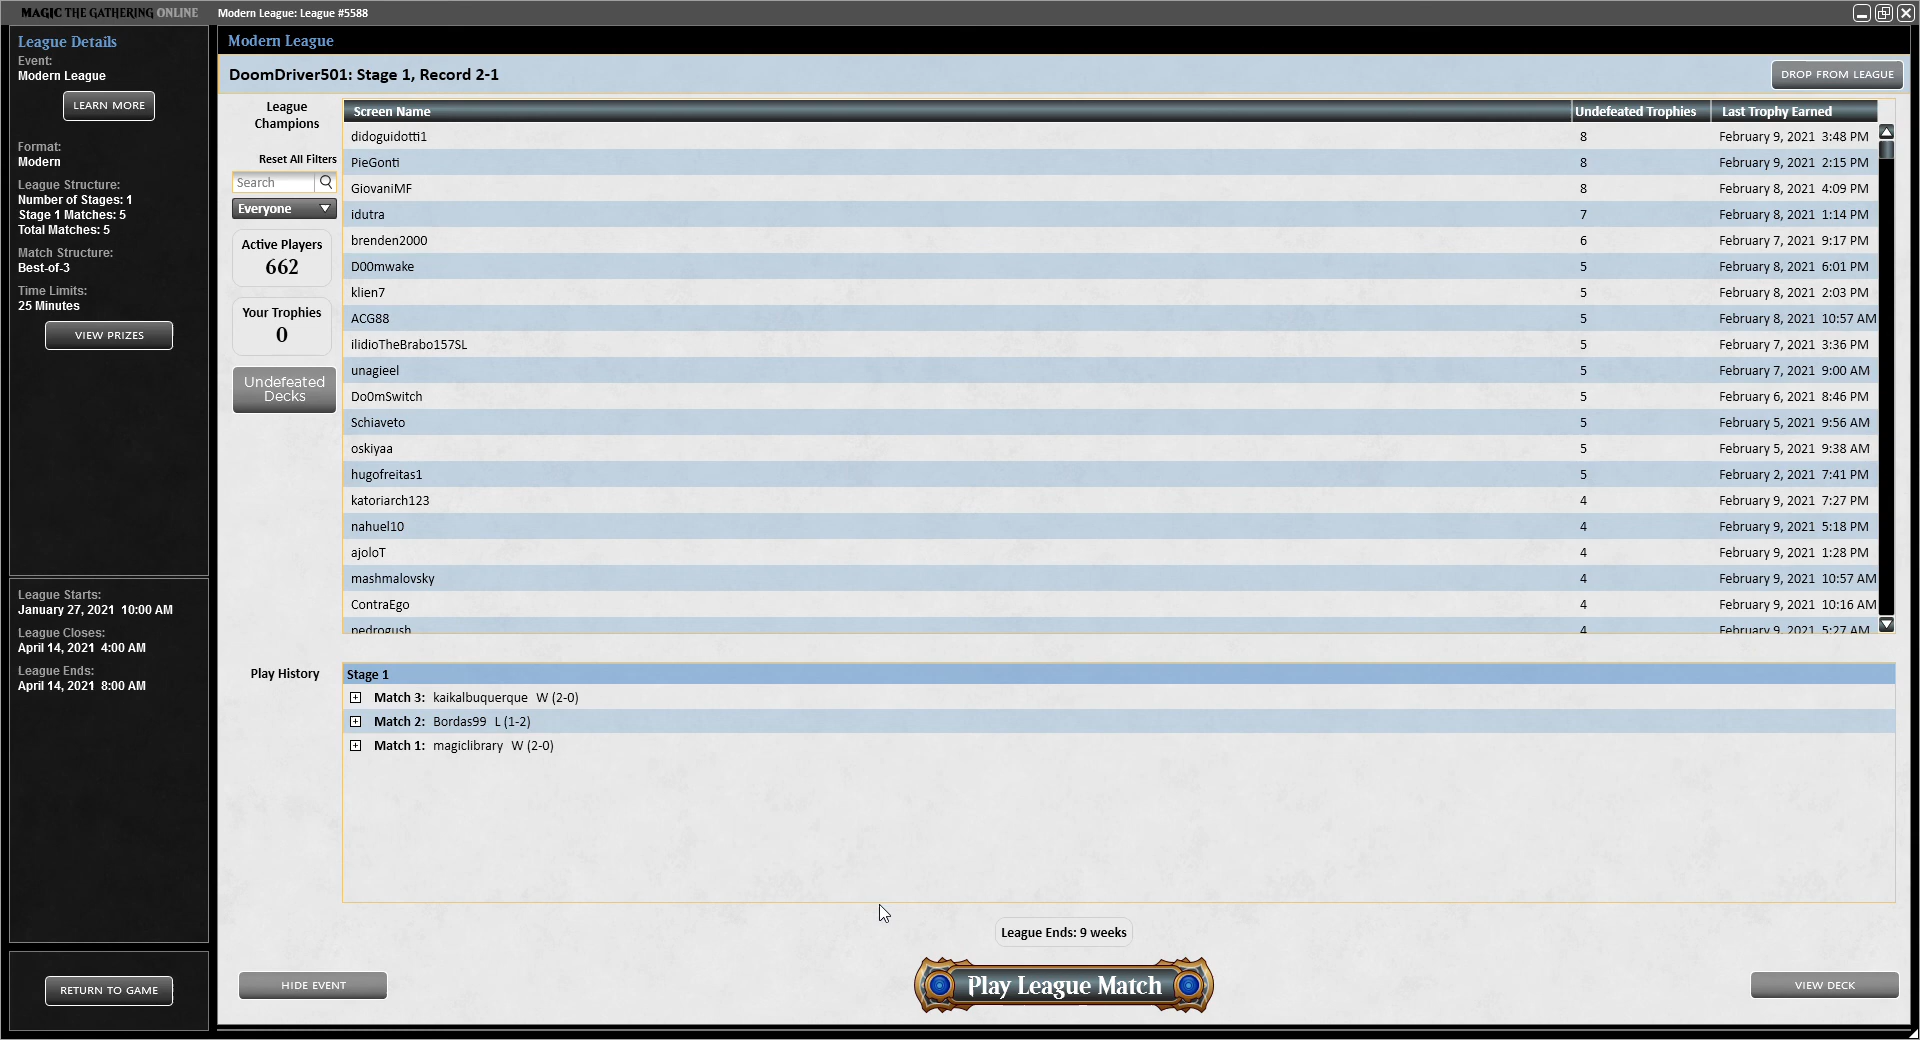 MAGIC THE GATHERING ONLINE
Modern League: League #5588
League Details
Event:
Modern League
LEARN MORE
Format:
Modern
League Structure:
Number of Stages: 1
Stage 1 Matches: 5
Total Matches: 5
Match Structure:
Best-of-3
Time Limits:
25 Minutes
VIEW PRIZES
League Starts:
January 27, 2021 10:00 AM
League Closes:
April 14, 2021 4:00 AM
League Ends:
April 14, 2021 8:00 AM
RETURN TO GAME
Modern League
DoomDriver501: Stage 1, Record 2-1
DROP FROM LEAGUE
League
Champions
Reset All Filters
Search
Everyone
Active Players
662
Your Trophies
0
Undefeated
Decks
Screen Name Undefeated Trophies Last Trophy Earned
didoguidotti1 8 February 9, 2021 3:48 PM
PieGonti 8 February 9, 2021 2:15 PM
GiovaniMF 8 February 8, 2021 4:09 PM
idutra 7 February 8, 2021 1:14 PM
brenden2000 6 February 7, 2021 9:17 PM
D00mwake 5 February 8, 2021 6:01 PM
klien7 5 February 8, 2021 2:03 PM
ACG88 5 February 8, 2021 10:57 AM
ilidioTheBrabo157SL 5 February 7, 2021 3:36 PM
unagieel 5 February 7, 2021 9:00 AM
Do0mSwitch 5 February 6, 2021 8:46 PM
Schiaveto 5 February 5, 2021 9:56 AM
oskiyaa 5 February 5, 2021 9:38 AM
hugofreitas1 5 February 2, 2021 7:41 PM
katoriarch123 4 February 9, 2021 7:27 PM
nahuel10 4 February 9, 2021 5:18 PM
ajoloT 4 February 9, 2021 1:28 PM
mashmalovsky 4 February 9, 2021 10:57 AM
ContraEgo 4 February 9, 2021 10:16 AM
pedrogush 4 February 9, 2021 5:27 AM
Play History
Stage 1
Match 3: kaikalbuquerque W (2-0)
Match 2: Bordas99 L (1-2)
Match 1: magiclibrary W (2-0)
League Ends: 9 weeks
HIDE EVENT
Play League Match
VIEW DECK